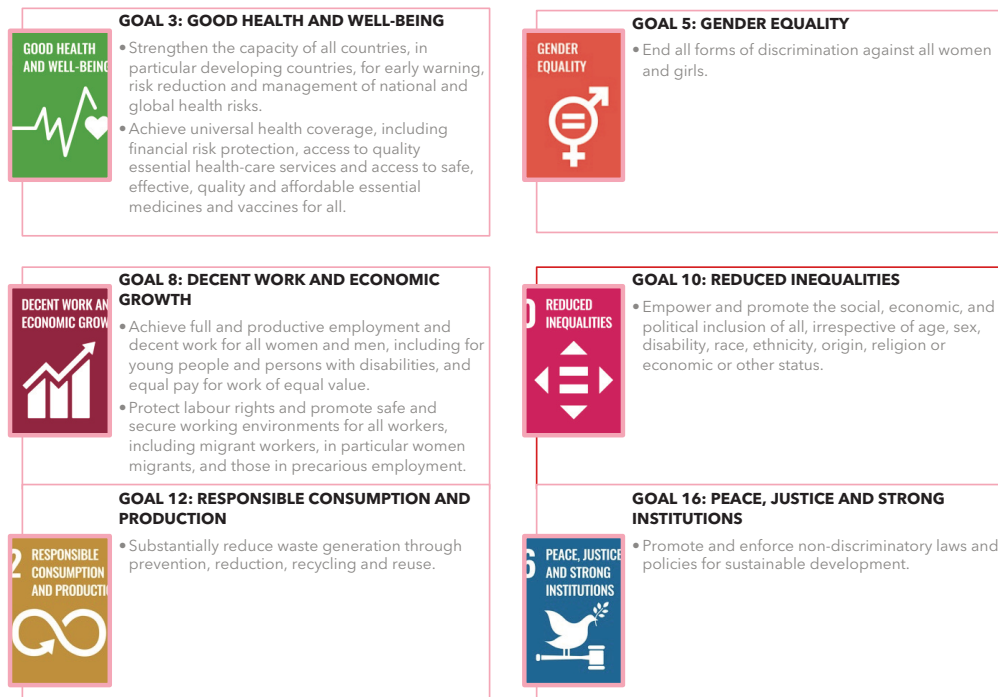 GOAL 3: GOOD HEALTH AND WELL-BEING
GOOD HEALTH
AND WELL-BEING
• Strengthen the capacity of all countries, in
particular developing countries, for early warning,
risk reduction and management of national and
global health risks.
• Achieve universal health coverage, including
financial risk protection, access to quality
essential health-care services and access to safe,
effective, quality and affordable essential
medicines and vaccines for all.
GOAL 5: GENDER EQUALITY
GENDER
EQUALITY
• End all forms of discrimination against all women
and girls.
GOAL 8: DECENT WORK AND ECONOMIC
GROWTH
DECENT WORK AN
ECONOMIC GROW
• Achieve full and productive employment and
decent work for all women and men, including for
young people and persons with disabilities, and
equal pay for work of equal value.
• Protect labour rights and promote safe and
secure working environments for all workers,
including migrant workers, in particular women
migrants, and those in precarious employment.
GOAL 10: REDUCED INEQUALITIES
0 REDUCED
INEQUALITIES
• Empower and promote the social, economic, and
political inclusion of all, irrespective of age, sex,
disability, race, ethnicity, origin, religion or
economic or other status.
GOAL 12: RESPONSIBLE CONSUMPTION AND
PRODUCTION
2 RESPONSIBLE
CONSUMPTION
AND PRODUCTI
• Substantially reduce waste generation through
prevention, reduction, recycling and reuse.
GOAL 16: PEACE, JUSTICE AND STRONG
INSTITUTIONS
6 PEACE, JUSTICE
AND STRONG
INSTITUTIONS
• Promote and enforce non-discriminatory laws and
policies for sustainable development.